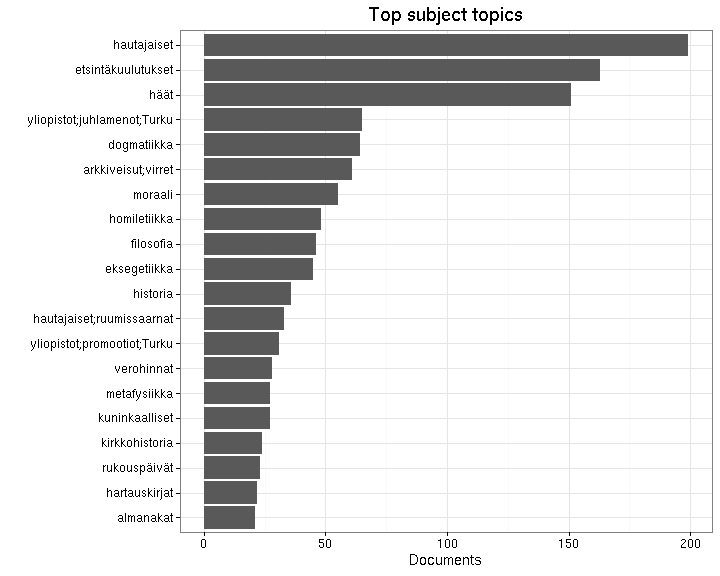 Top subject topics
hautajaiset
etsintäkuulutukset
häät
yliopistot;juhlamenot;Turku
dogmatiikka
arkkiveisut;virret
moraali
homiletiikka
filosofia
eksegetiikka
historia
hautajaiset;ruumissaarnat
yliopistot;promootiot;Turku
verohinnat
metafysiikka
kuninkaalliset
kirkkohistoria
rukouspäivät
hartauskirjat
almanakat
0 50 100 150 200
Documents